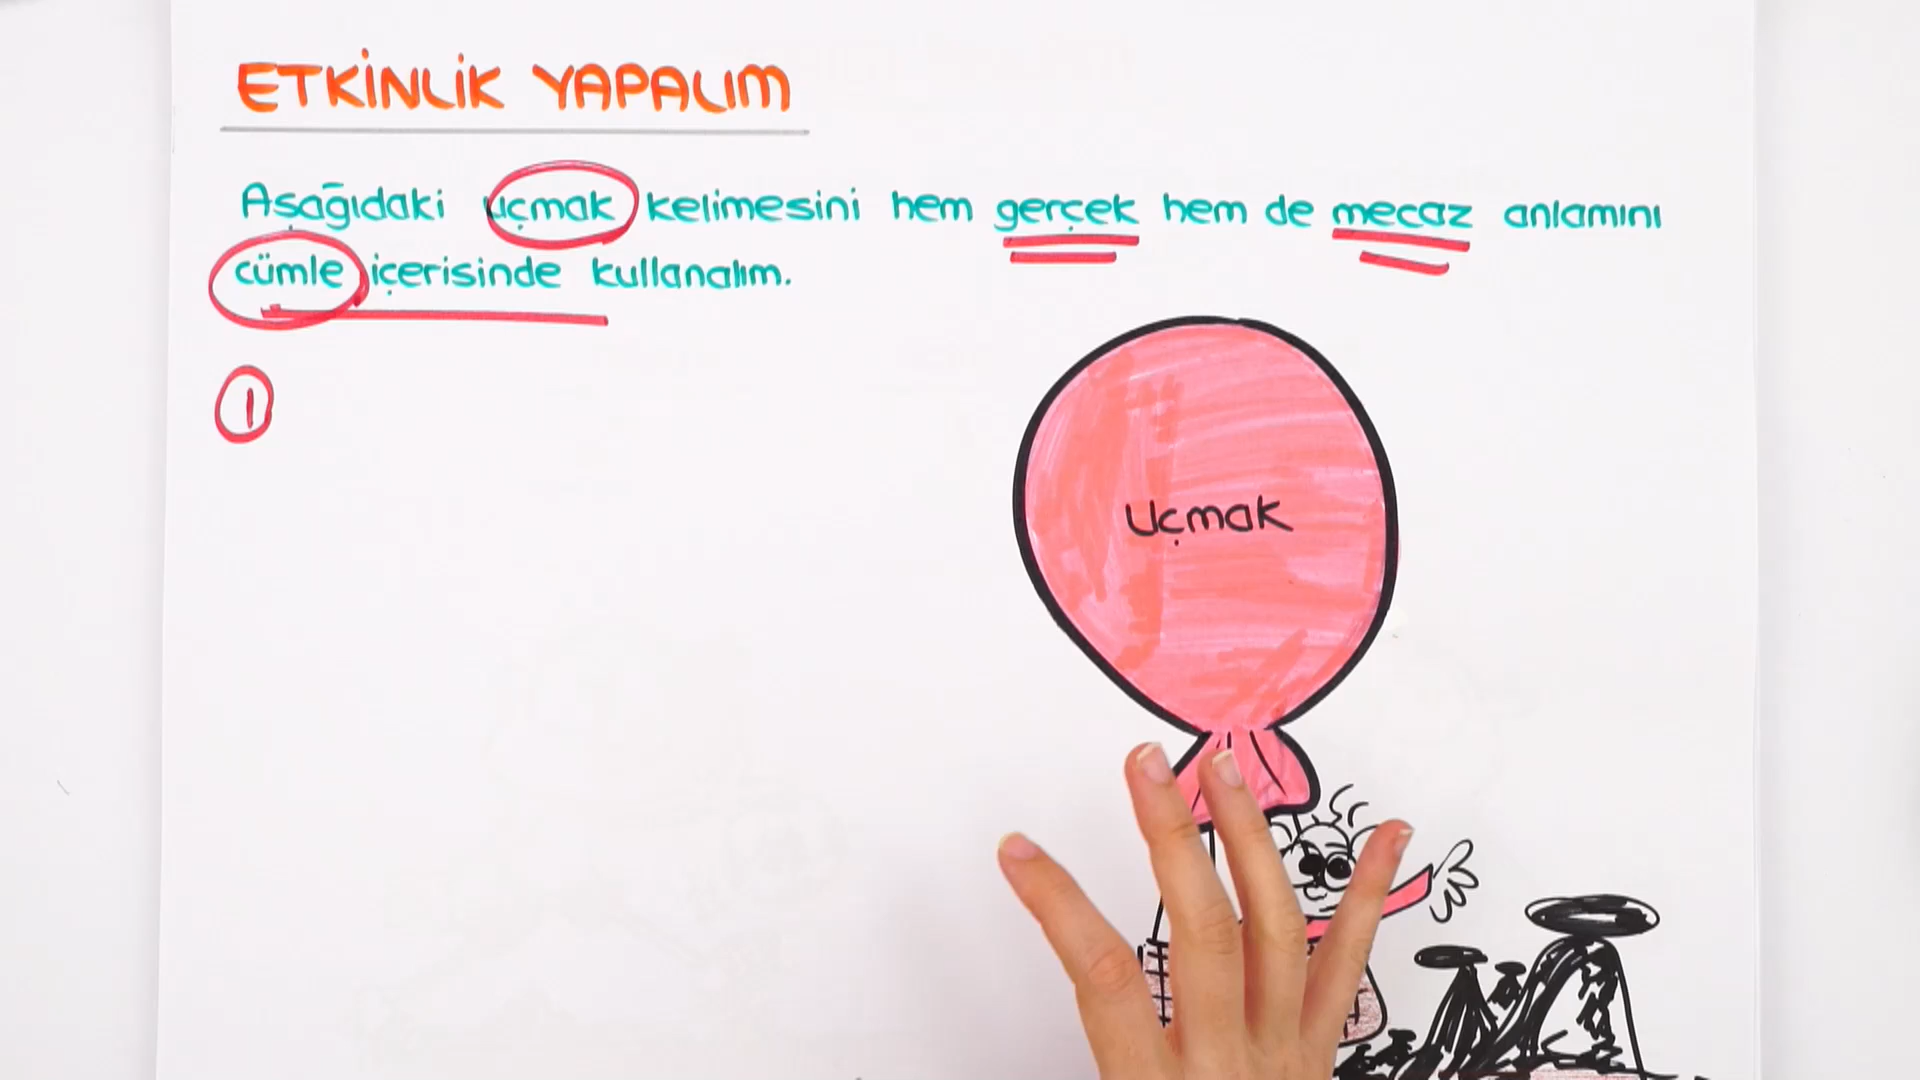 ETKİNLİK YAPALIM
Aşağıdaki uçmak kelimesini hem gerçek hem de mecaz anlamını
cümle içerisinde kullanalım.
1
Uçmak